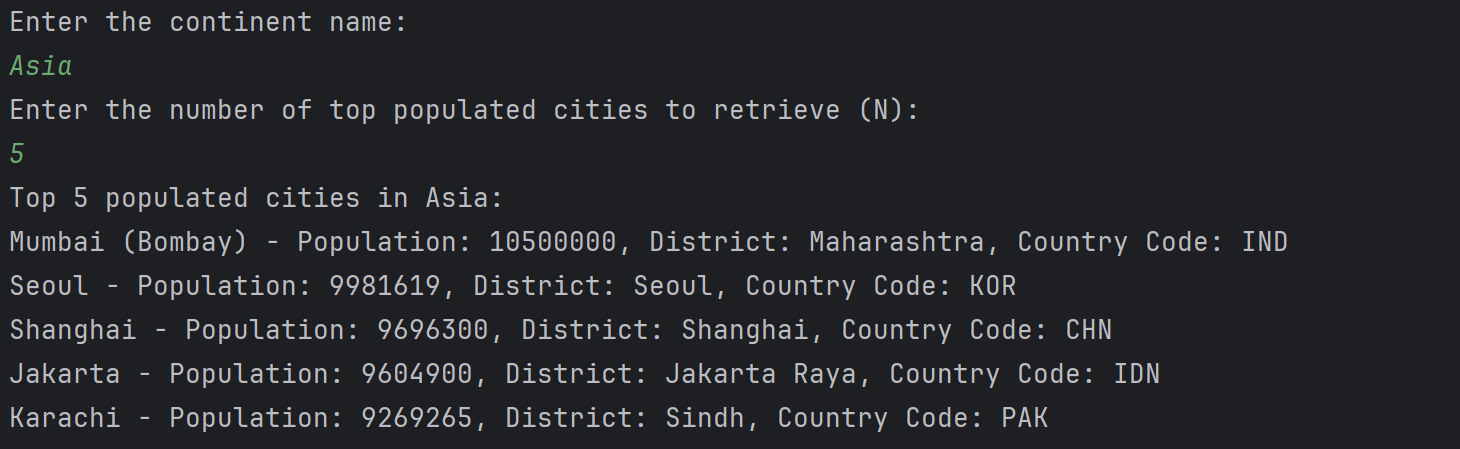 Enter the continent name:
Asia
Enter the number of top populated cities to retrieve (N):
5
Top 5 populated cities in Asia:
Mumbai (Bombay) - Population: 10500000, District: Maharashtra, Country Code: IND
Seoul - Population: 9981619, District: Seoul, Country Code: KOR
Shanghai - Population: 9696300, District: Shanghai, Country Code: CHN
Jakarta - Population: 9604900, District: Jakarta Raya, Country Code: IDN
Karachi - Population: 9269265, District: Sindh, Country Code: PAK